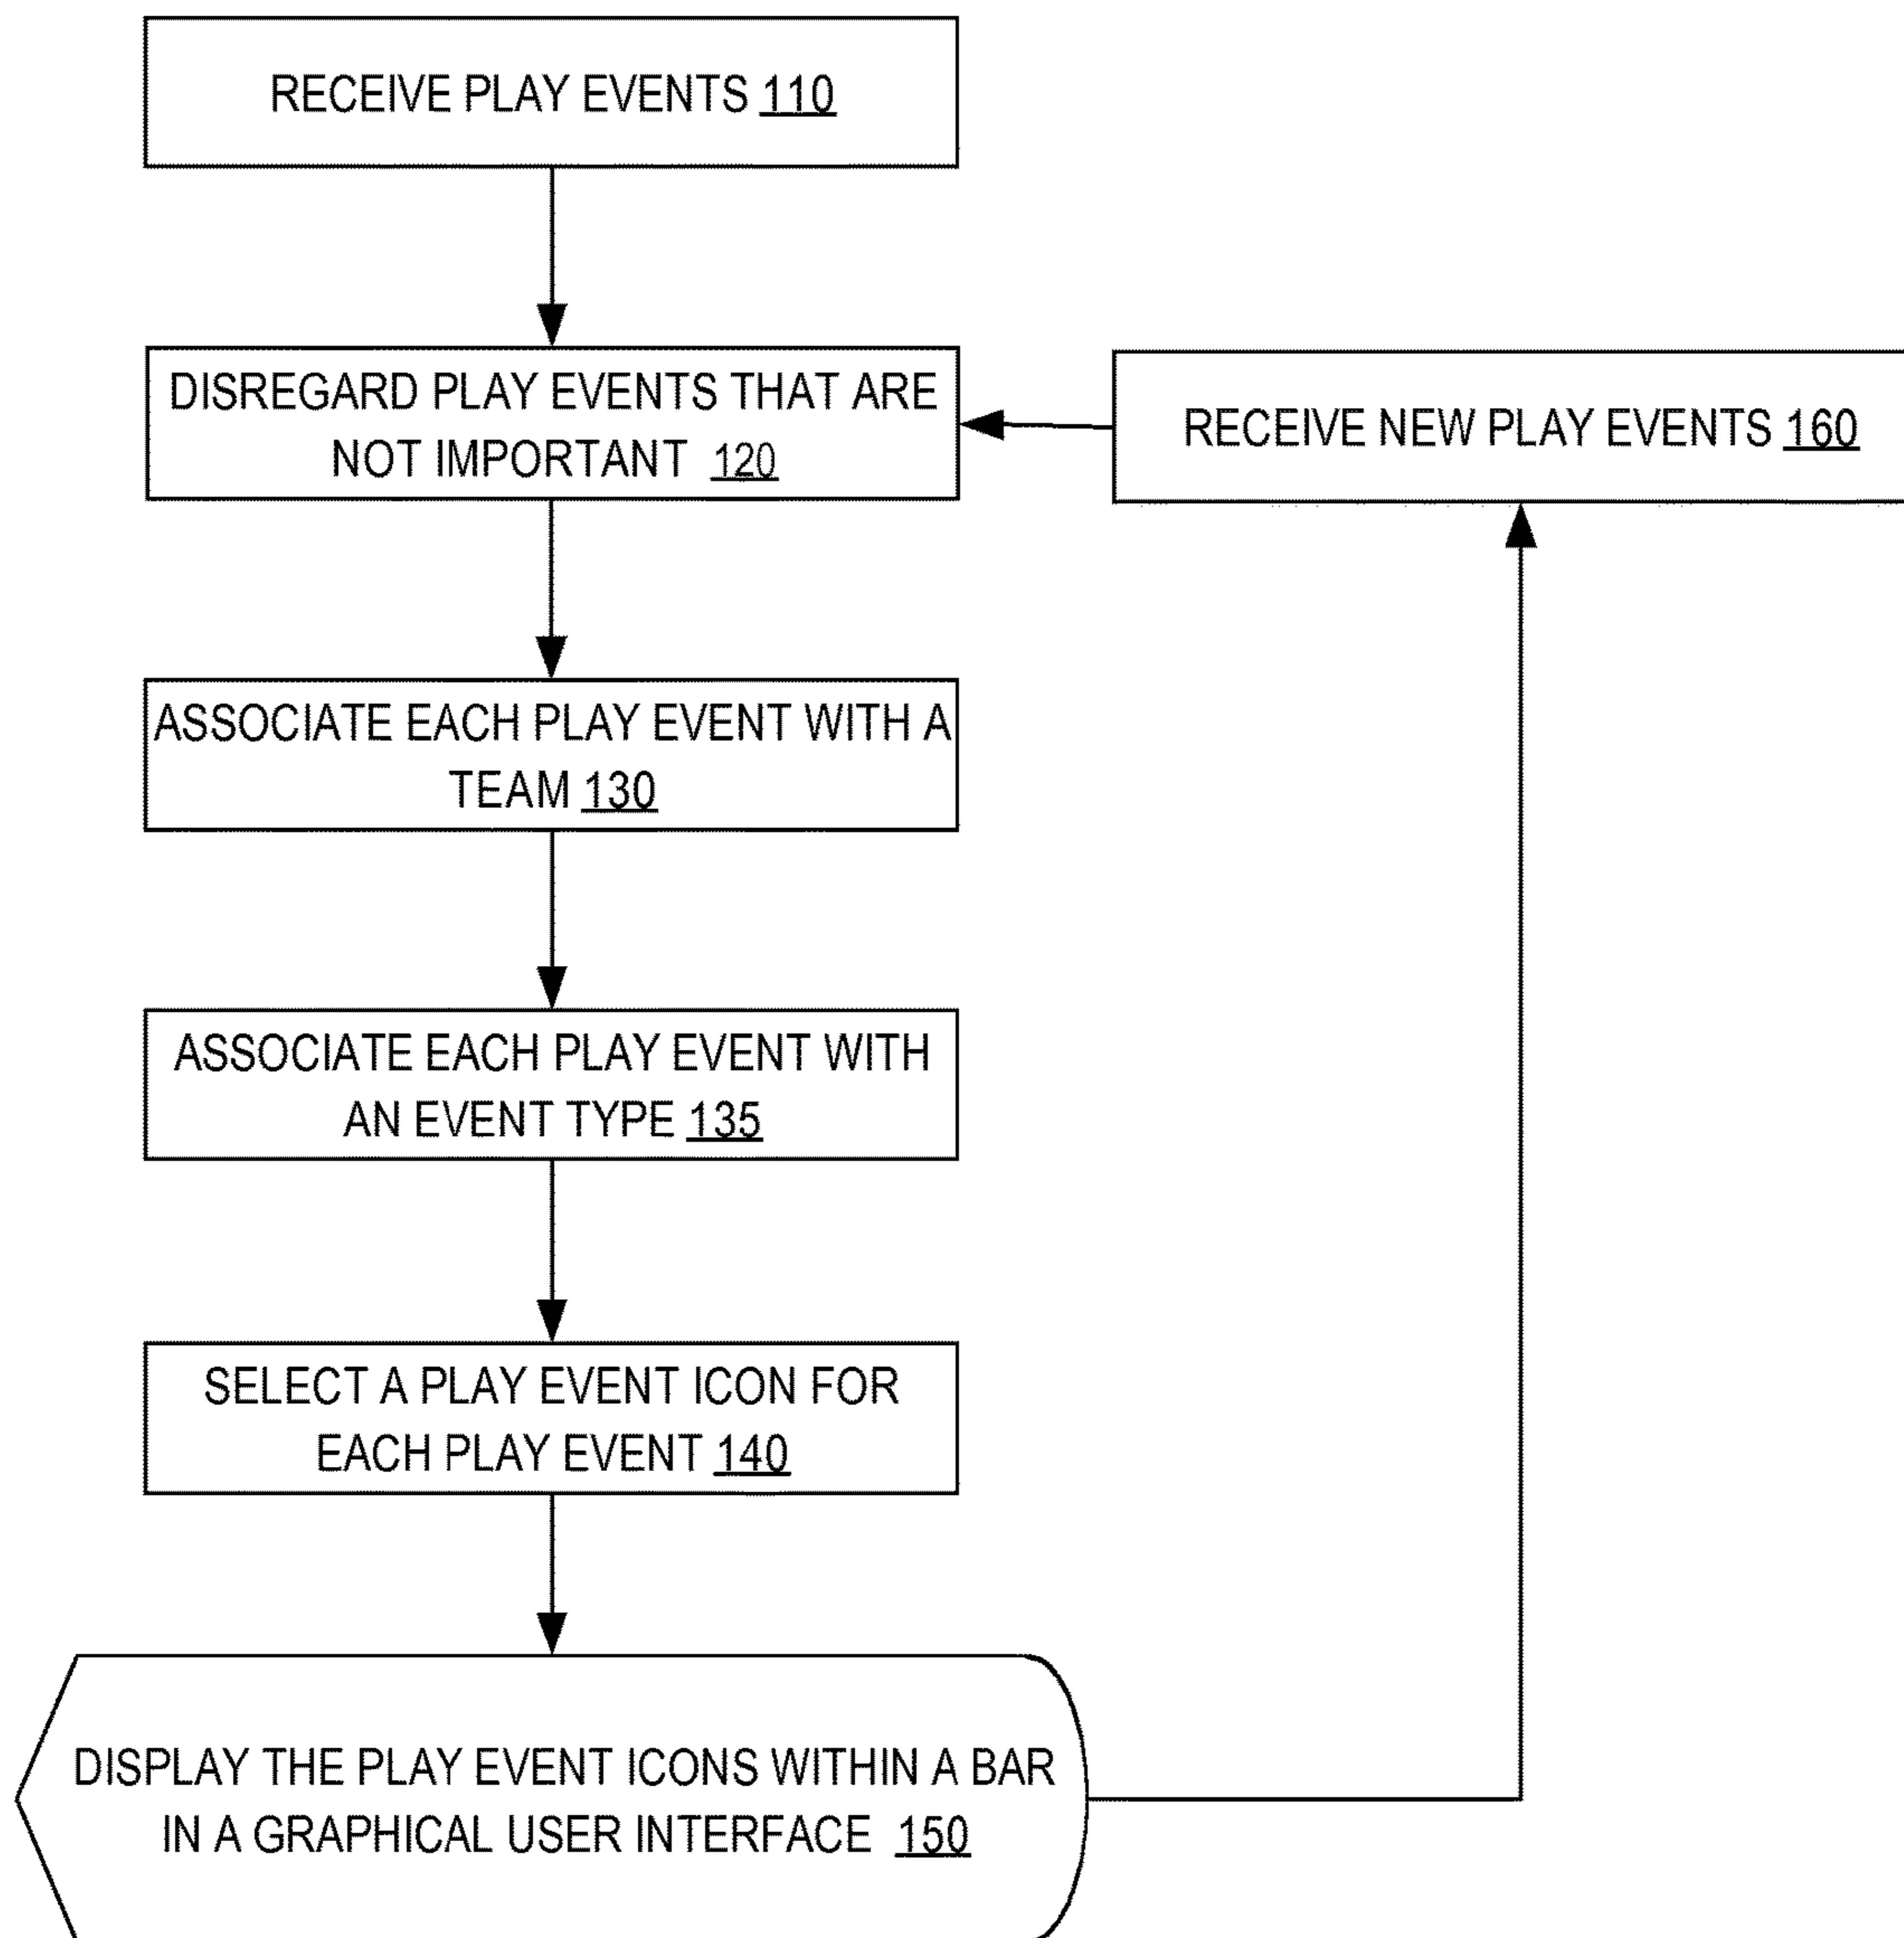 RECEIVE PLAY EVENTS 110
DISREGARD PLAY EVENTS THAT ARE
NOT IMPORTANT 120
RECEIVE NEW PLAY EVENTS 160
ASSOCIATE EACH PLAY EVENT WITH A
TEAM 130
ASSOCIATE EACH PLAY EVENT WITH
AN EVENT TYPE 135
SELECT A PLAY EVENT ICON FOR
EACH PLAY EVENT 140
DISPLAY THE PLAY EVENT ICONS WITHIN A BAR
IN A GRAPHICAL USER INTERFACE 150